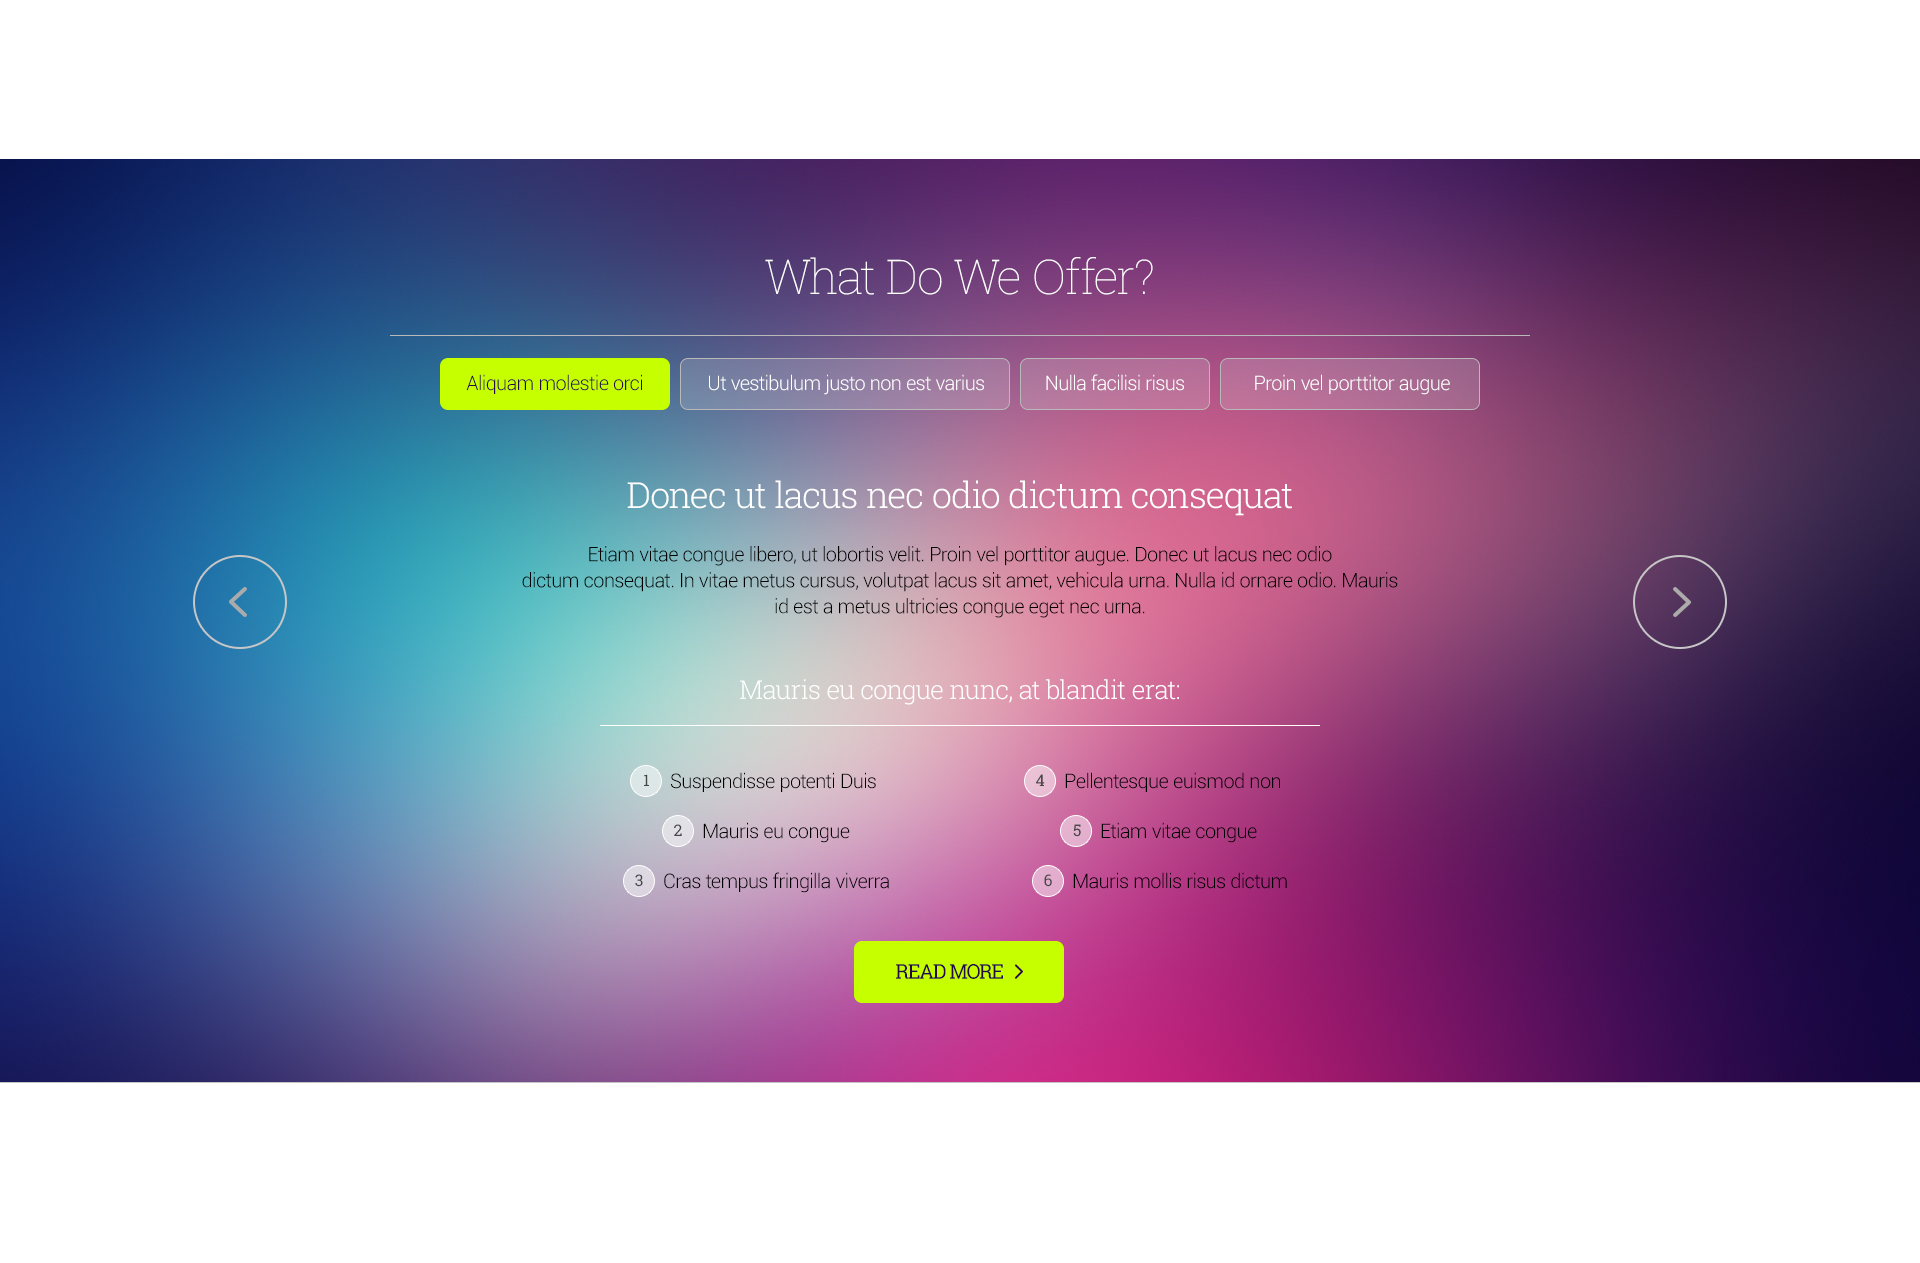 What Do We Offer?
Aliquam molestie orci
Ut vestibulum justo non est varius
Nulla facilisi risus
Proin vel porttitor augue
Donec ut lacus nec odio dictum consequat
Etiam vitae congue libero, ut lobortis velit. Proin vel porttitor augue. Donec ut lacus nec odio
dictum consequat. In vitae metus cursus, volutpat lacus sit amet, vehicula urna. Nulla id ornare odio. Mauris
id est a metus ultricies congue eget nec urna.
Mauris eu congue nunc, at blandit erat:
1 Suspendisse potenti Duis
2 Mauris eu congue
3 Cras tempus fringilla viverra
4 Pellentesque euismod non
5 Etiam vitae congue
6 Mauris mollis risus dictum
READ MORE